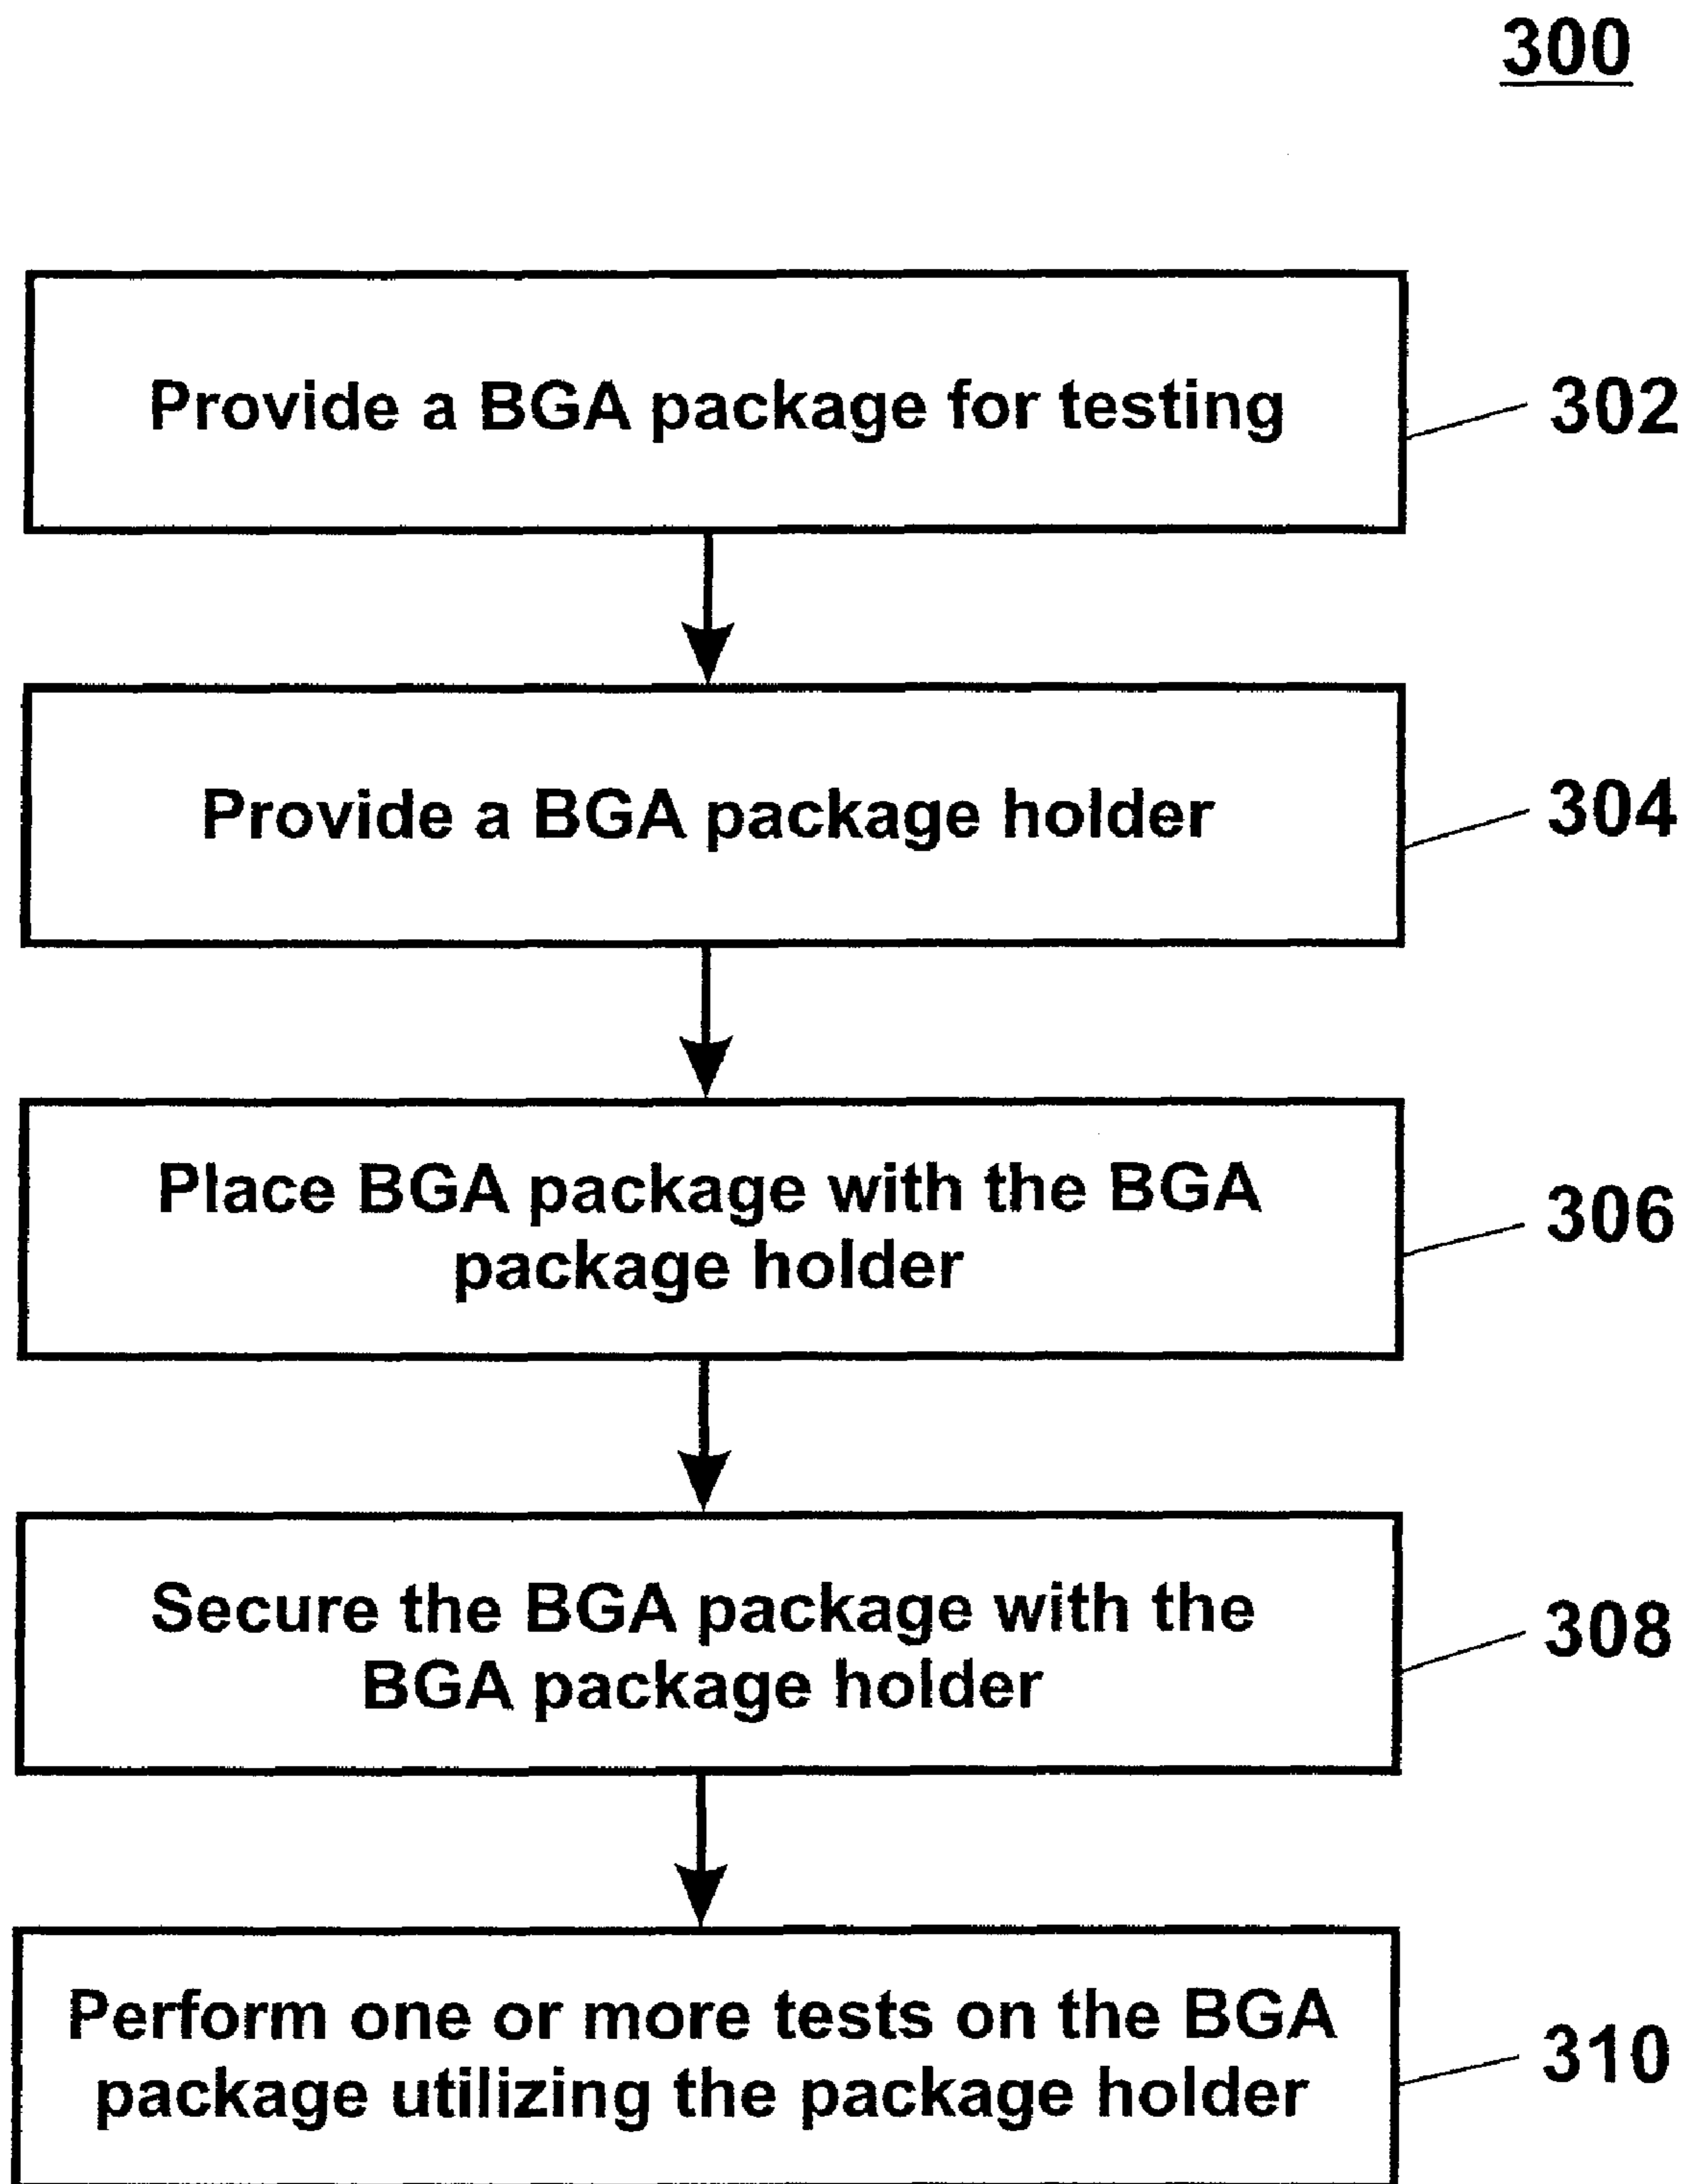 300
Provide a BGA package for testing
302
Provide a BGA package holder
304
Place BGA package with the BGA
package holder
306
Secure the BGA package with the
BGA package holder
308
Perform one or more tests on the BGA
package utilizing the package holder
310